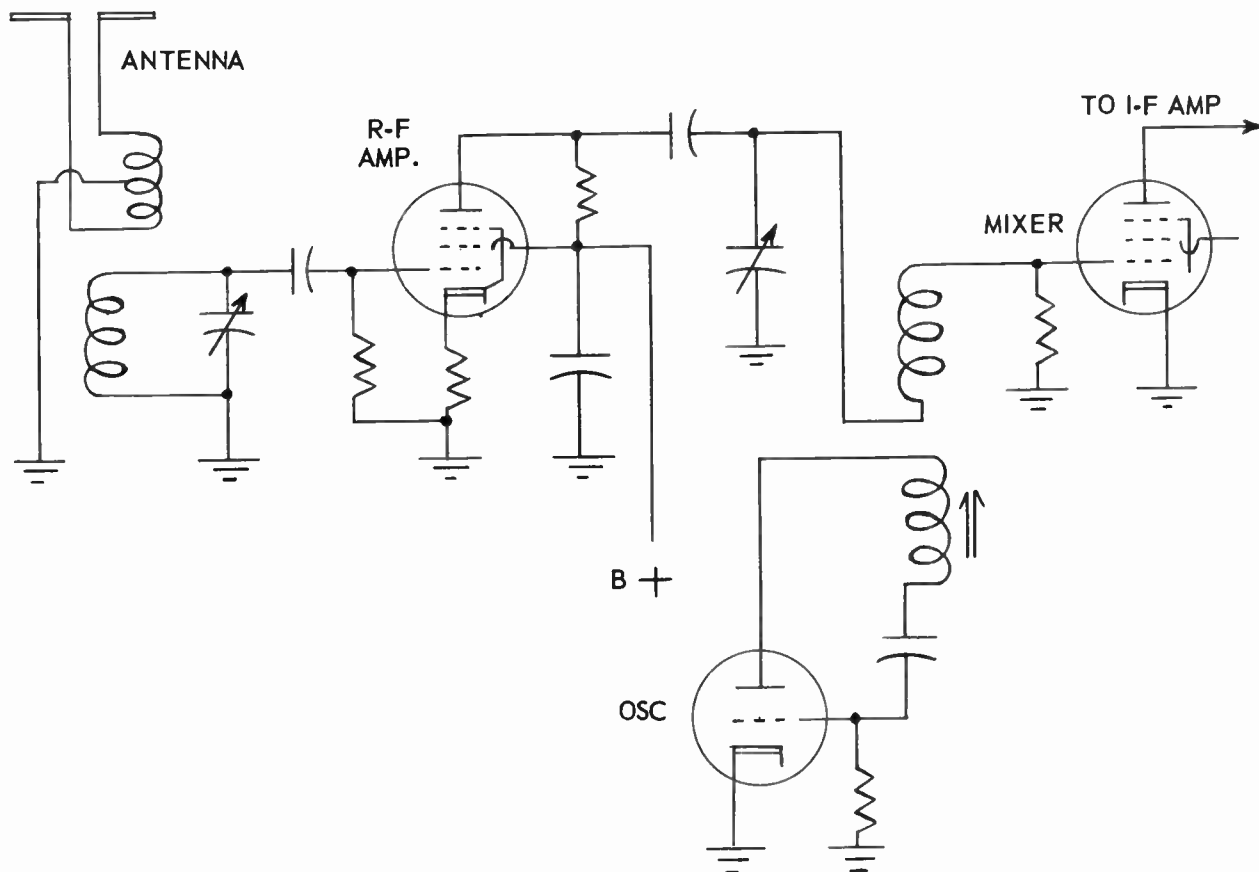 ANTENNA
R-F
AMP.
TO I-F AMP
MIXER
B +
OSC